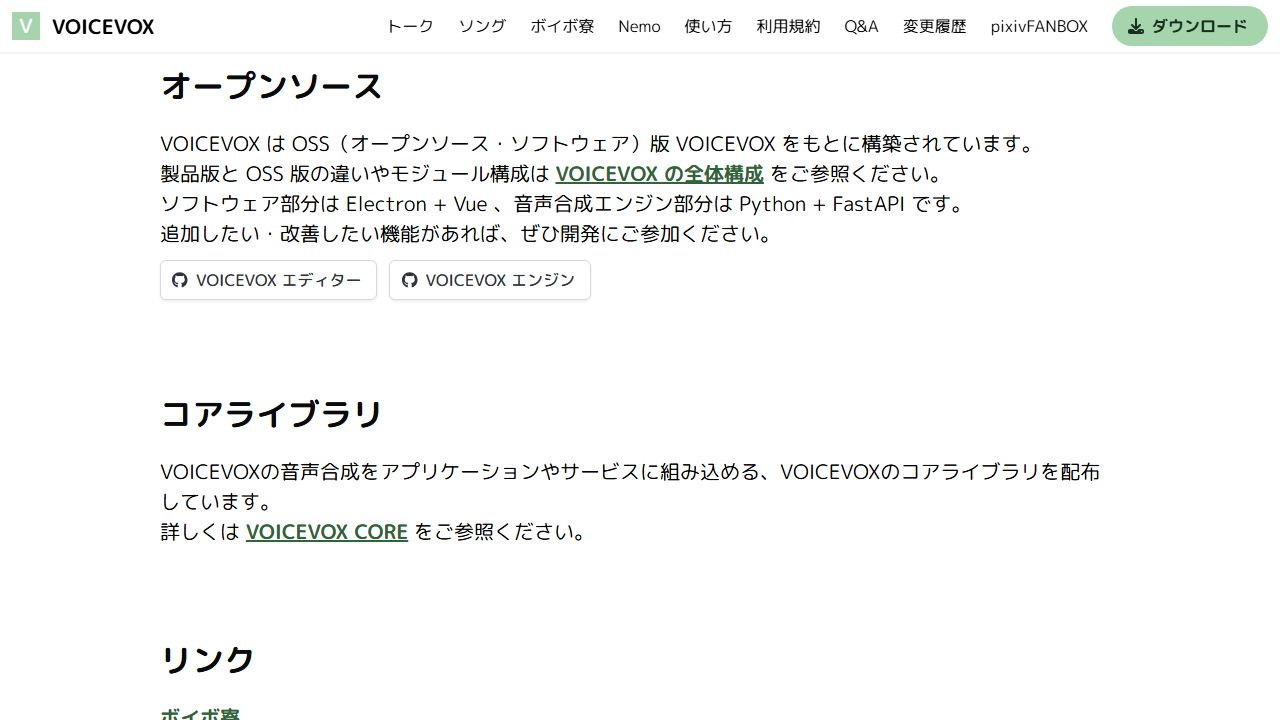 V VOICEVOX トーク ソング ボイボ寮 Nemo 使い方 利用規約 Q&A 変更履歴 pixivFANBOX ダウンロード
オープンソース
VOICEVOX は OSS（オープンソース・ソフトウェア）版 VOICEVOX をもとに構築されています。
製品版と OSS 版の違いやモジュール構成は VOICEVOX の全体構成 をご参照ください。
ソフトウェア部分は Electron + Vue 、音声合成エンジン部分は Python + FastAPI です。
追加したい・改善したい機能があれば、ぜひ開発にご参加ください。
VOICEVOX エディター VOICEVOX エンジン
コアライブラリ
VOICEVOXの音声合成をアプリケーションやサービスに組み込める、VOICEVOXのコアライブラリを配布
しています。
詳しくは VOICEVOX CORE をご参照ください。
リンク
ボイボ寮